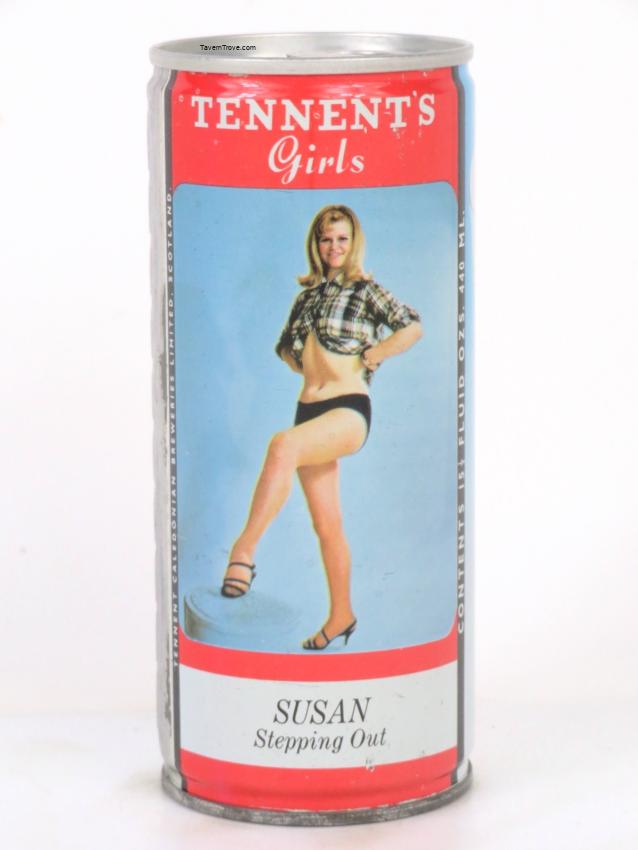 TavernTrove.com
TENNENT'S
Girls
TENNENT CALEDONIAN BREWERIES LIMITED. SCOTLAND.
CONTENTS 15½ FLUID OZS. 440 ML.
SUSAN
Stepping Out